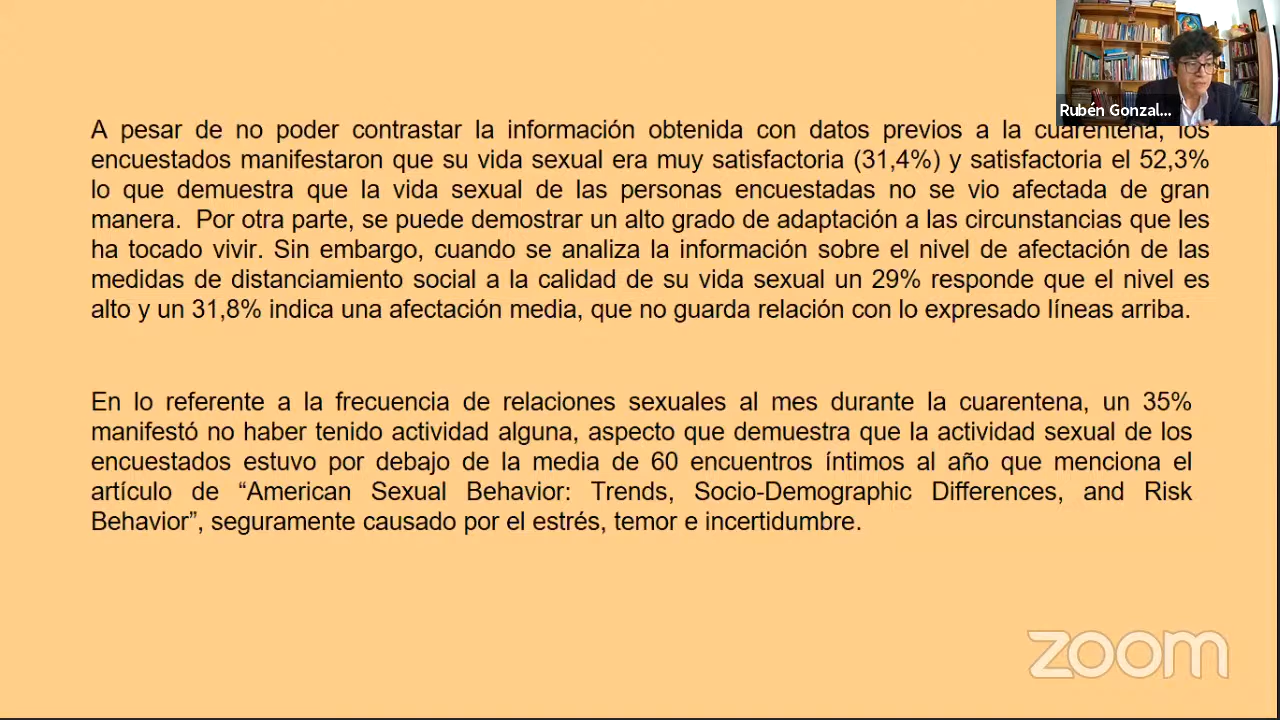 Rubén Gonzal...
A pesar de no poder contrastar la información obtenida con datos previos a la cuarentena, los
encuestados manifestaron que su vida sexual era muy satisfactoria (31,4%) y satisfactoria el 52,3%
lo que demuestra que la vida sexual de las personas encuestadas no se vio afectada de gran
manera. Por otra parte, se puede demostrar un alto grado de adaptación a las circunstancias que les
ha tocado vivir. Sin embargo, cuando se analiza la información sobre el nivel de afectación de las
medidas de distanciamiento social a la calidad de su vida sexual un 29% responde que el nivel es
alto y un 31,8% indica una afectación media, que no guarda relación con lo expresado líneas arriba.
En lo referente a la frecuencia de relaciones sexuales al mes durante la cuarentena, un 35%
manifestó no haber tenido actividad alguna, aspecto que demuestra que la actividad sexual de los
encuestados estuvo por debajo de la media de 60 encuentros íntimos al año que menciona el
artículo de “American Sexual Behavior: Trends, Socio-Demographic Differences, and Risk
Behavior”, seguramente causado por el estrés, temor e incertidumbre.
zoom